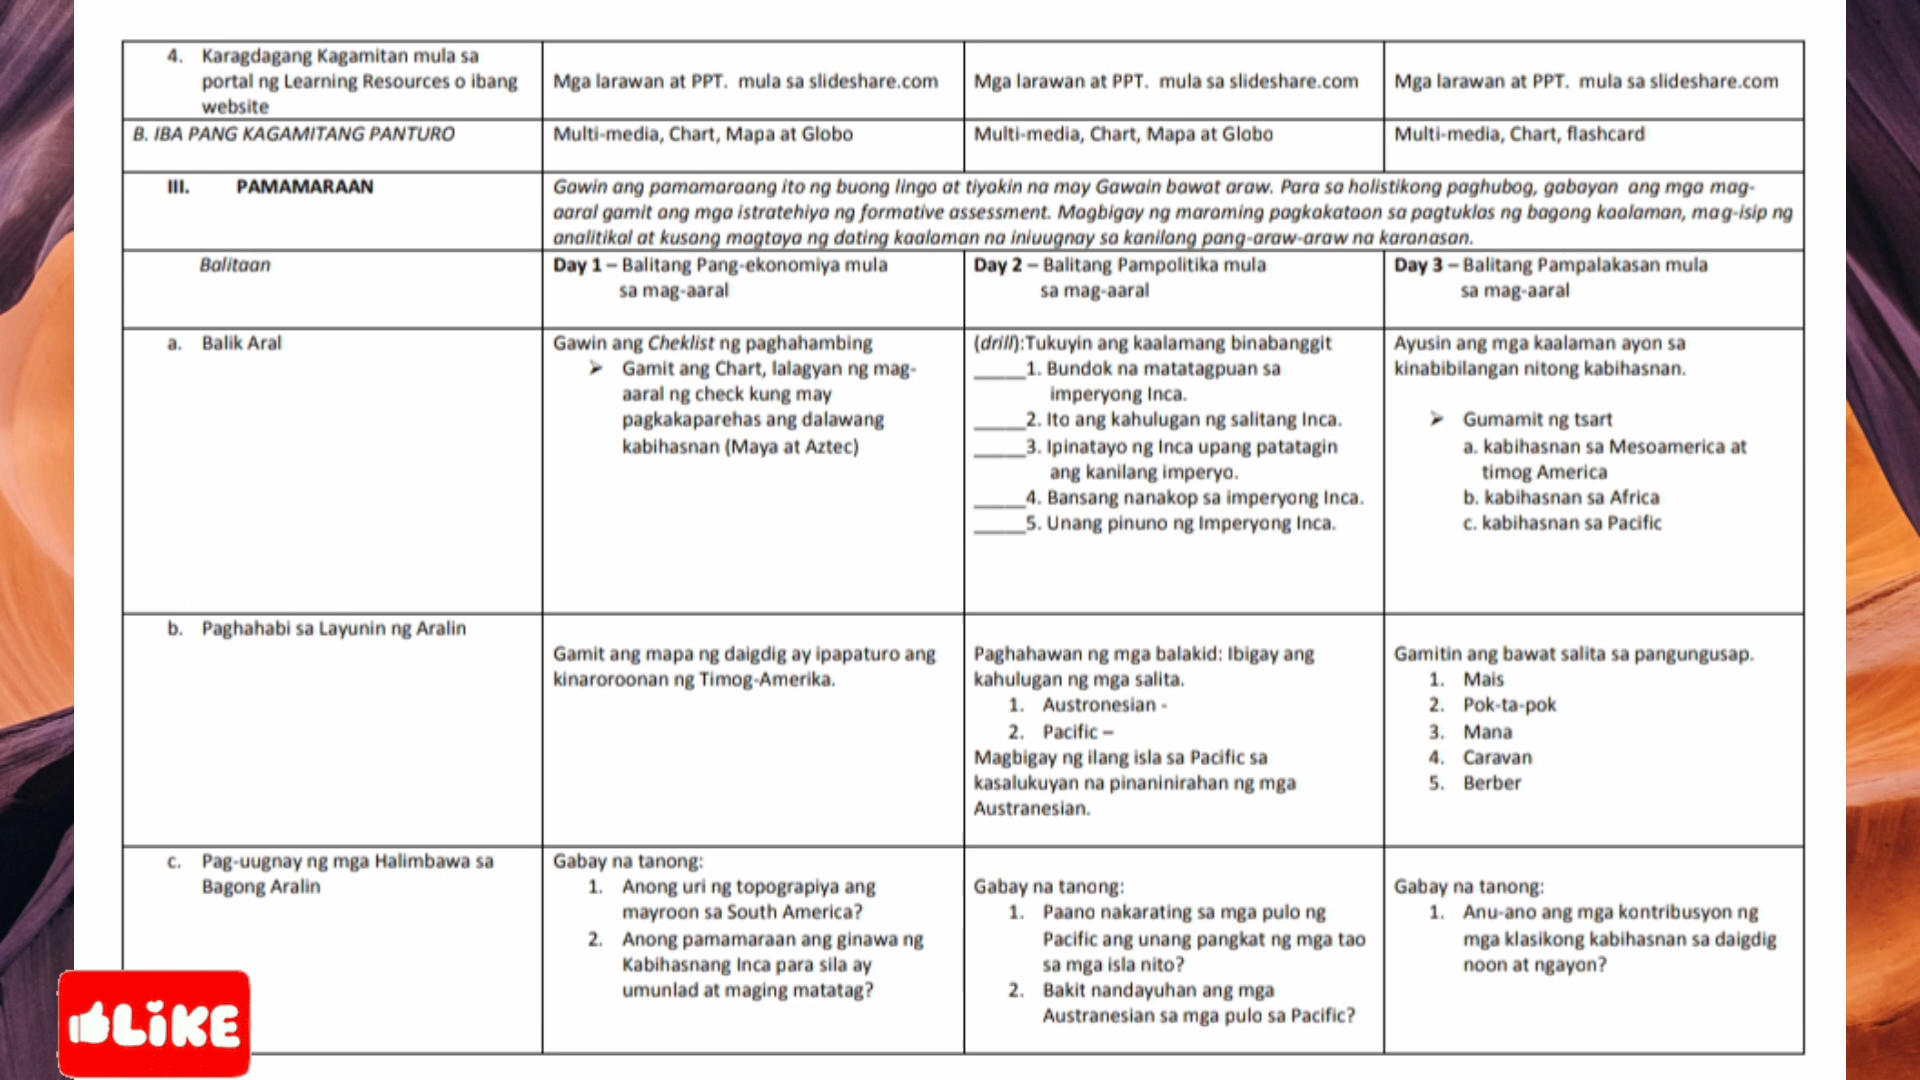 4. Karagdagang Kagamitan mula sa
portal ng Learning Resources o ibang
website
Mga larawan at PPT. mula sa slideshare.com
Mga larawan at PPT. mula sa slideshare.com
Mga larawan at PPT. mula sa slideshare.com
B. IBA PANG KAGAMITANG PANTURO
Multi-media, Chart, Mapa at Globo
Multi-media, Chart, Mapa at Globo
Multi-media, Chart, flashcard
III. PAMAMARAAN
Gawin ang pamamaraang ito ng buong lingo at tiyakin na may Gawain bawat araw. Para sa holistikong paghubog, gabayan ang mga mag-
aaral gamit ang mga istratehiya ng formative assessment. Magbigay ng maraming pagkakataon sa pagtuklas ng bagong kaalaman, mag-isip ng
analitikal at kusang magtaya ng dating kaalaman na iniuugnay sa kanilang pang-araw-araw na karanasan.
Balitaan
Day 1 – Balitang Pang-ekonomiya mula
sa mag-aaral
Day 2 – Balitang Pampolitika mula
sa mag-aaral
Day 3 – Balitang Pampalakasan mula
sa mag-aaral
a. Balik Aral
Gawin ang Cheklist ng paghahambing
➢ Gamit ang Chart, lalagyan ng mag-
aaral ng check kung may
pagkakaparehas ang dalawang
kabihasnan (Maya at Aztec)
(drill):Tukuyin ang kaalamang binabanggit
_____1. Bundok na matatagpuan sa
imperyong Inca.
_____2. Ito ang kahulugan ng salitang Inca.
_____3. Ipinatayo ng Inca upang patatagin
ang kanilang imperyo.
_____4. Bansang nanakop sa imperyong Inca.
_____5. Unang pinuno ng Imperyong Inca.
Ayusin ang mga kaalaman ayon sa
kinabibilangan nitong kabihasnan.
➢ Gumamit ng tsart
a. kabihasnan sa Mesoamerica at
timog America
b. kabihasnan sa Africa
c. kabihasnan sa Pacific
b. Paghahabi sa Layunin ng Aralin
Gamit ang mapa ng daigdig ay ipapaturo ang
kinaroroonan ng Timog-Amerika.
Paghahawan ng mga balakid: Ibigay ang
kahulugan ng mga salita.
1. Austronesian -
2. Pacific –
Magbigay ng ilang isla sa Pacific sa
kasalukuyan na pinaninirahan ng mga
Austranesian.
Gamitin ang bawat salita sa pangungusap.
1. Mais
2. Pok-ta-pok
3. Mana
4. Caravan
5. Berber
c. Pag-uugnay ng mga Halimbawa sa
Bagong Aralin
Gabay na tanong:
1. Anong uri ng topograpiya ang
mayroon sa South America?
2. Anong pamamaraan ang ginawa ng
Kabihasnang Inca para sila ay
umunlad at maging matatag?
Gabay na tanong:
1. Paano nakarating sa mga pulo ng
Pacific ang unang pangkat ng mga tao
sa mga isla nito?
2. Bakit nandayuhan ang mga
Austranesian sa mga pulo sa Pacific?
Gabay na tanong:
1. Anu-ano ang mga kontribusyon ng
mga klasikong kabihasnan sa daigdig
noon at ngayon?
LiKE